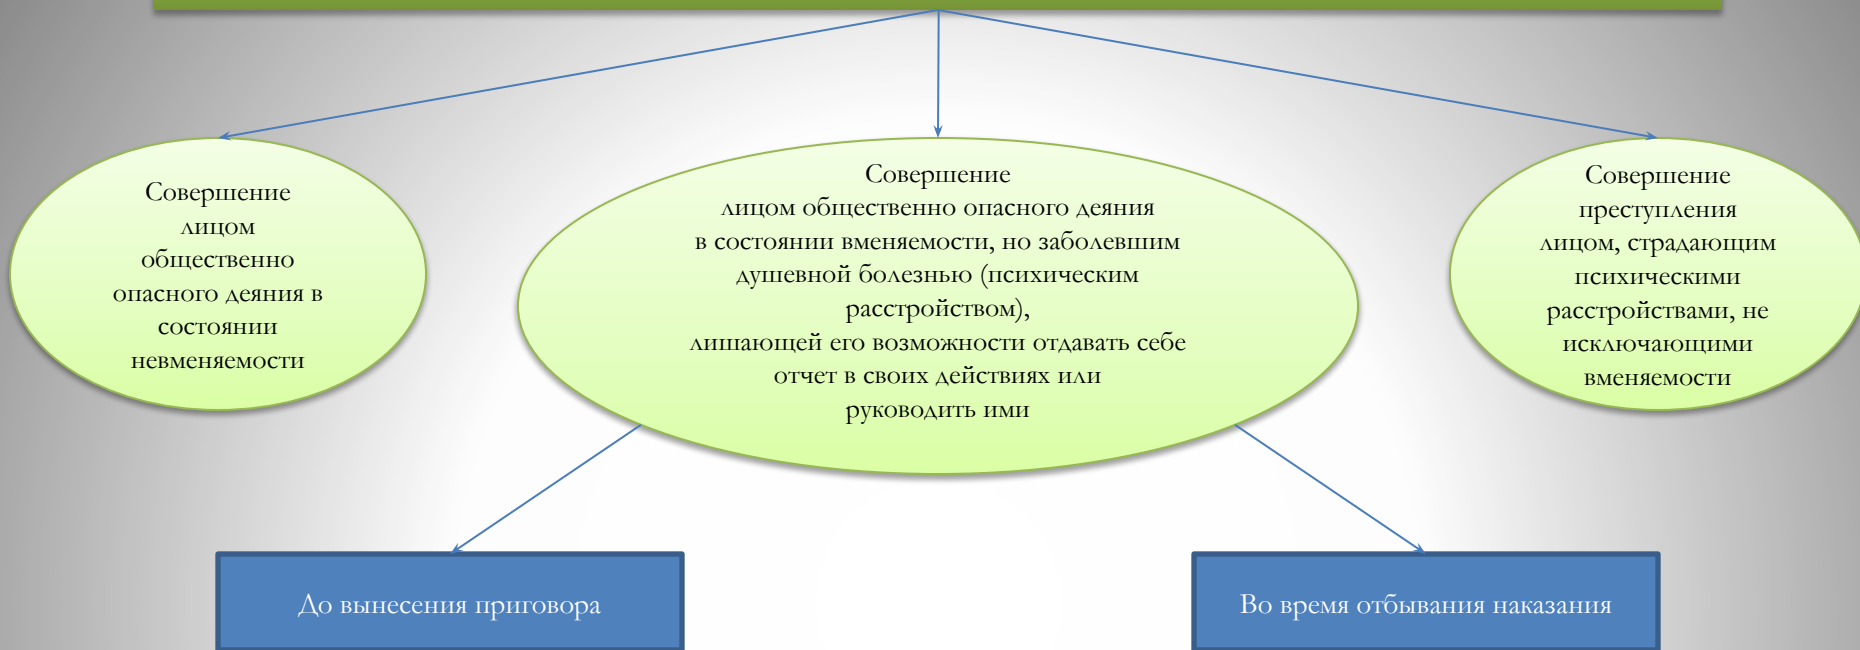 Совершение
лицом
общественно
опасного деяния в
состоянии
невменяемости
Совершение
лицом общественно опасного деяния
в состоянии вменяемости, но заболевшим
душевной болезнью (психическим
расстройством),
лишающей его возможности отдавать себе
отчет в своих действиях или
руководить ими
Совершение
преступления
лицом, страдающим
психическими
расстройствами, не
исключающими
вменяемости
До вынесения приговора
Во время отбывания наказания